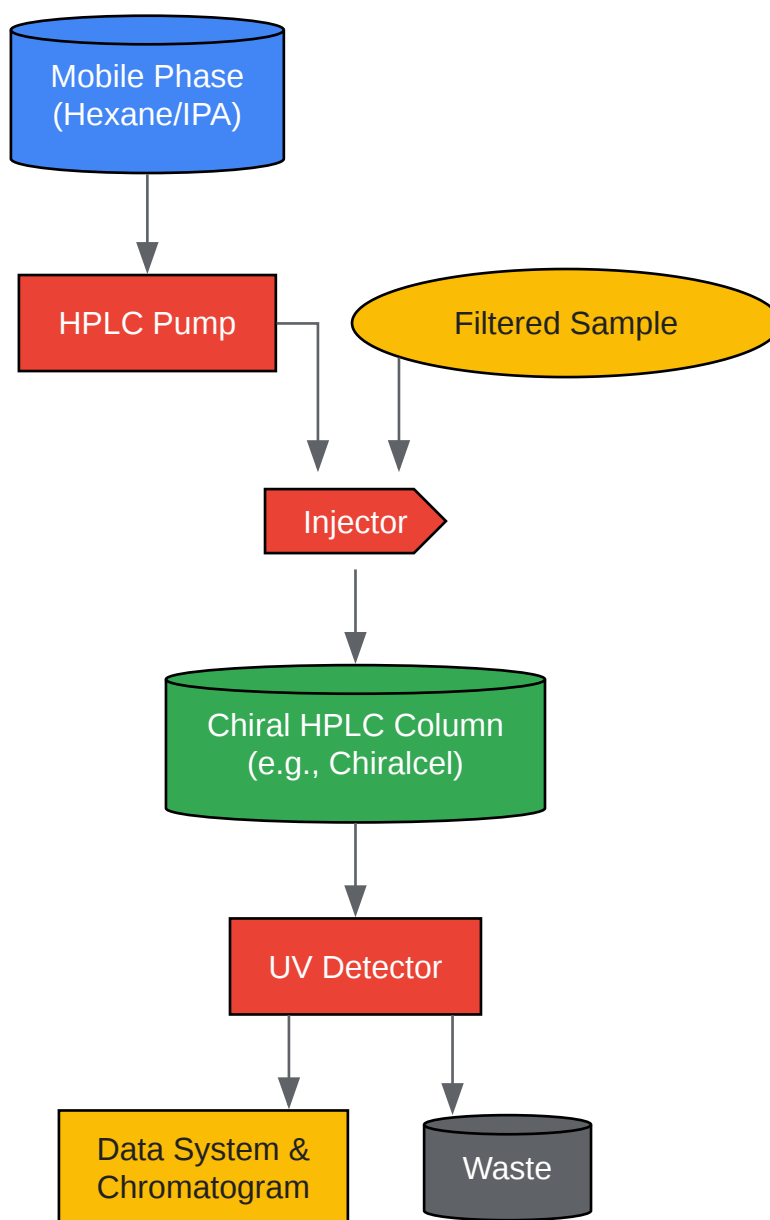 Mobile Phase
(Hexane/IPA)
HPLC Pump
Filtered Sample
Injector
Chiral HPLC Column
(e.g., Chiralcel)
UV Detector
Data System &
Chromatogram
Waste